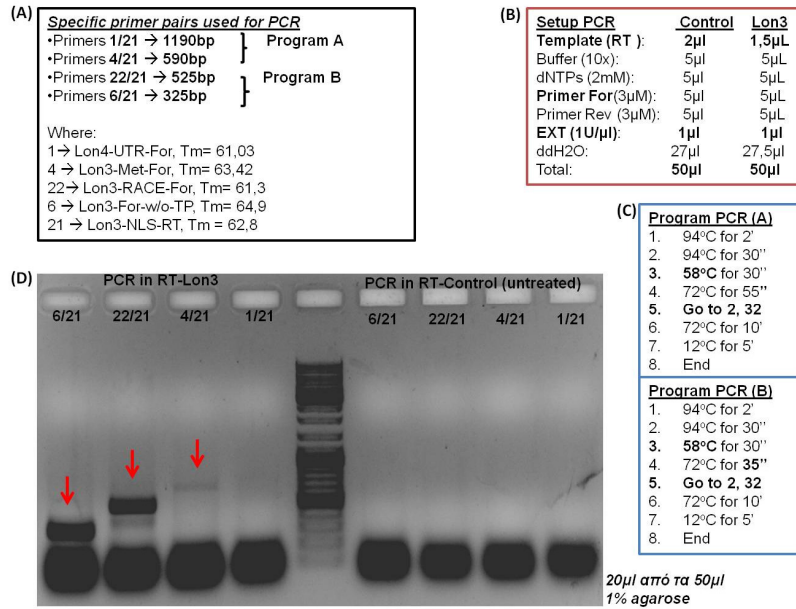 (A)
Specific primer pairs used for PCR
•Primers 1/21 → 1190bp
•Primers 4/21 → 590bp
Program A
•Primers 22/21 → 525bp
•Primers 6/21 → 325bp
Program B
Where:
1→ Lon4-UTR-For, Tm= 61,03
4 → Lon3-Met-For, Tm= 63,42
22→ Lon3-RACE-For, Tm= 61,3
6 → Lon3-For-w/o-TP, Tm= 64,9
21 → Lon3-NLS-RT, Tm = 62,8
(B)
Setup PCR Control Lon3
Template (RT ): 2μl 1,5μL
Buffer (10x): 5μl 5μL
dNTPs (2mM): 5μl 5μL
Primer For(3μM): 5μl 5μL
Primer Rev (3μM): 5μl 5μL
EXT (1U/μl): 1μl 1μl
ddH2O: 27μl 27,5μL
Total: 50μl 50μl
(C)
Program PCR (A)
1. 94°C for 2'
2. 94°C for 30''
3. 58°C for 30''
4. 72°C for 55''
5. Go to 2, 32
6. 72°C for 10'
7. 12°C for 5'
8. End
Program PCR (B)
1. 94°C for 2'
2. 94°C for 30''
3. 58°C for 30''
4. 72°C for 35''
5. Go to 2, 32
6. 72°C for 10'
7. 12°C for 5'
8. End
(D)
PCR in RT-Lon3 PCR in RT-Control (untreated)
6/21 22/21 4/21 1/21 6/21 22/21 4/21 1/21
20μl από τα 50μl
1% agarose